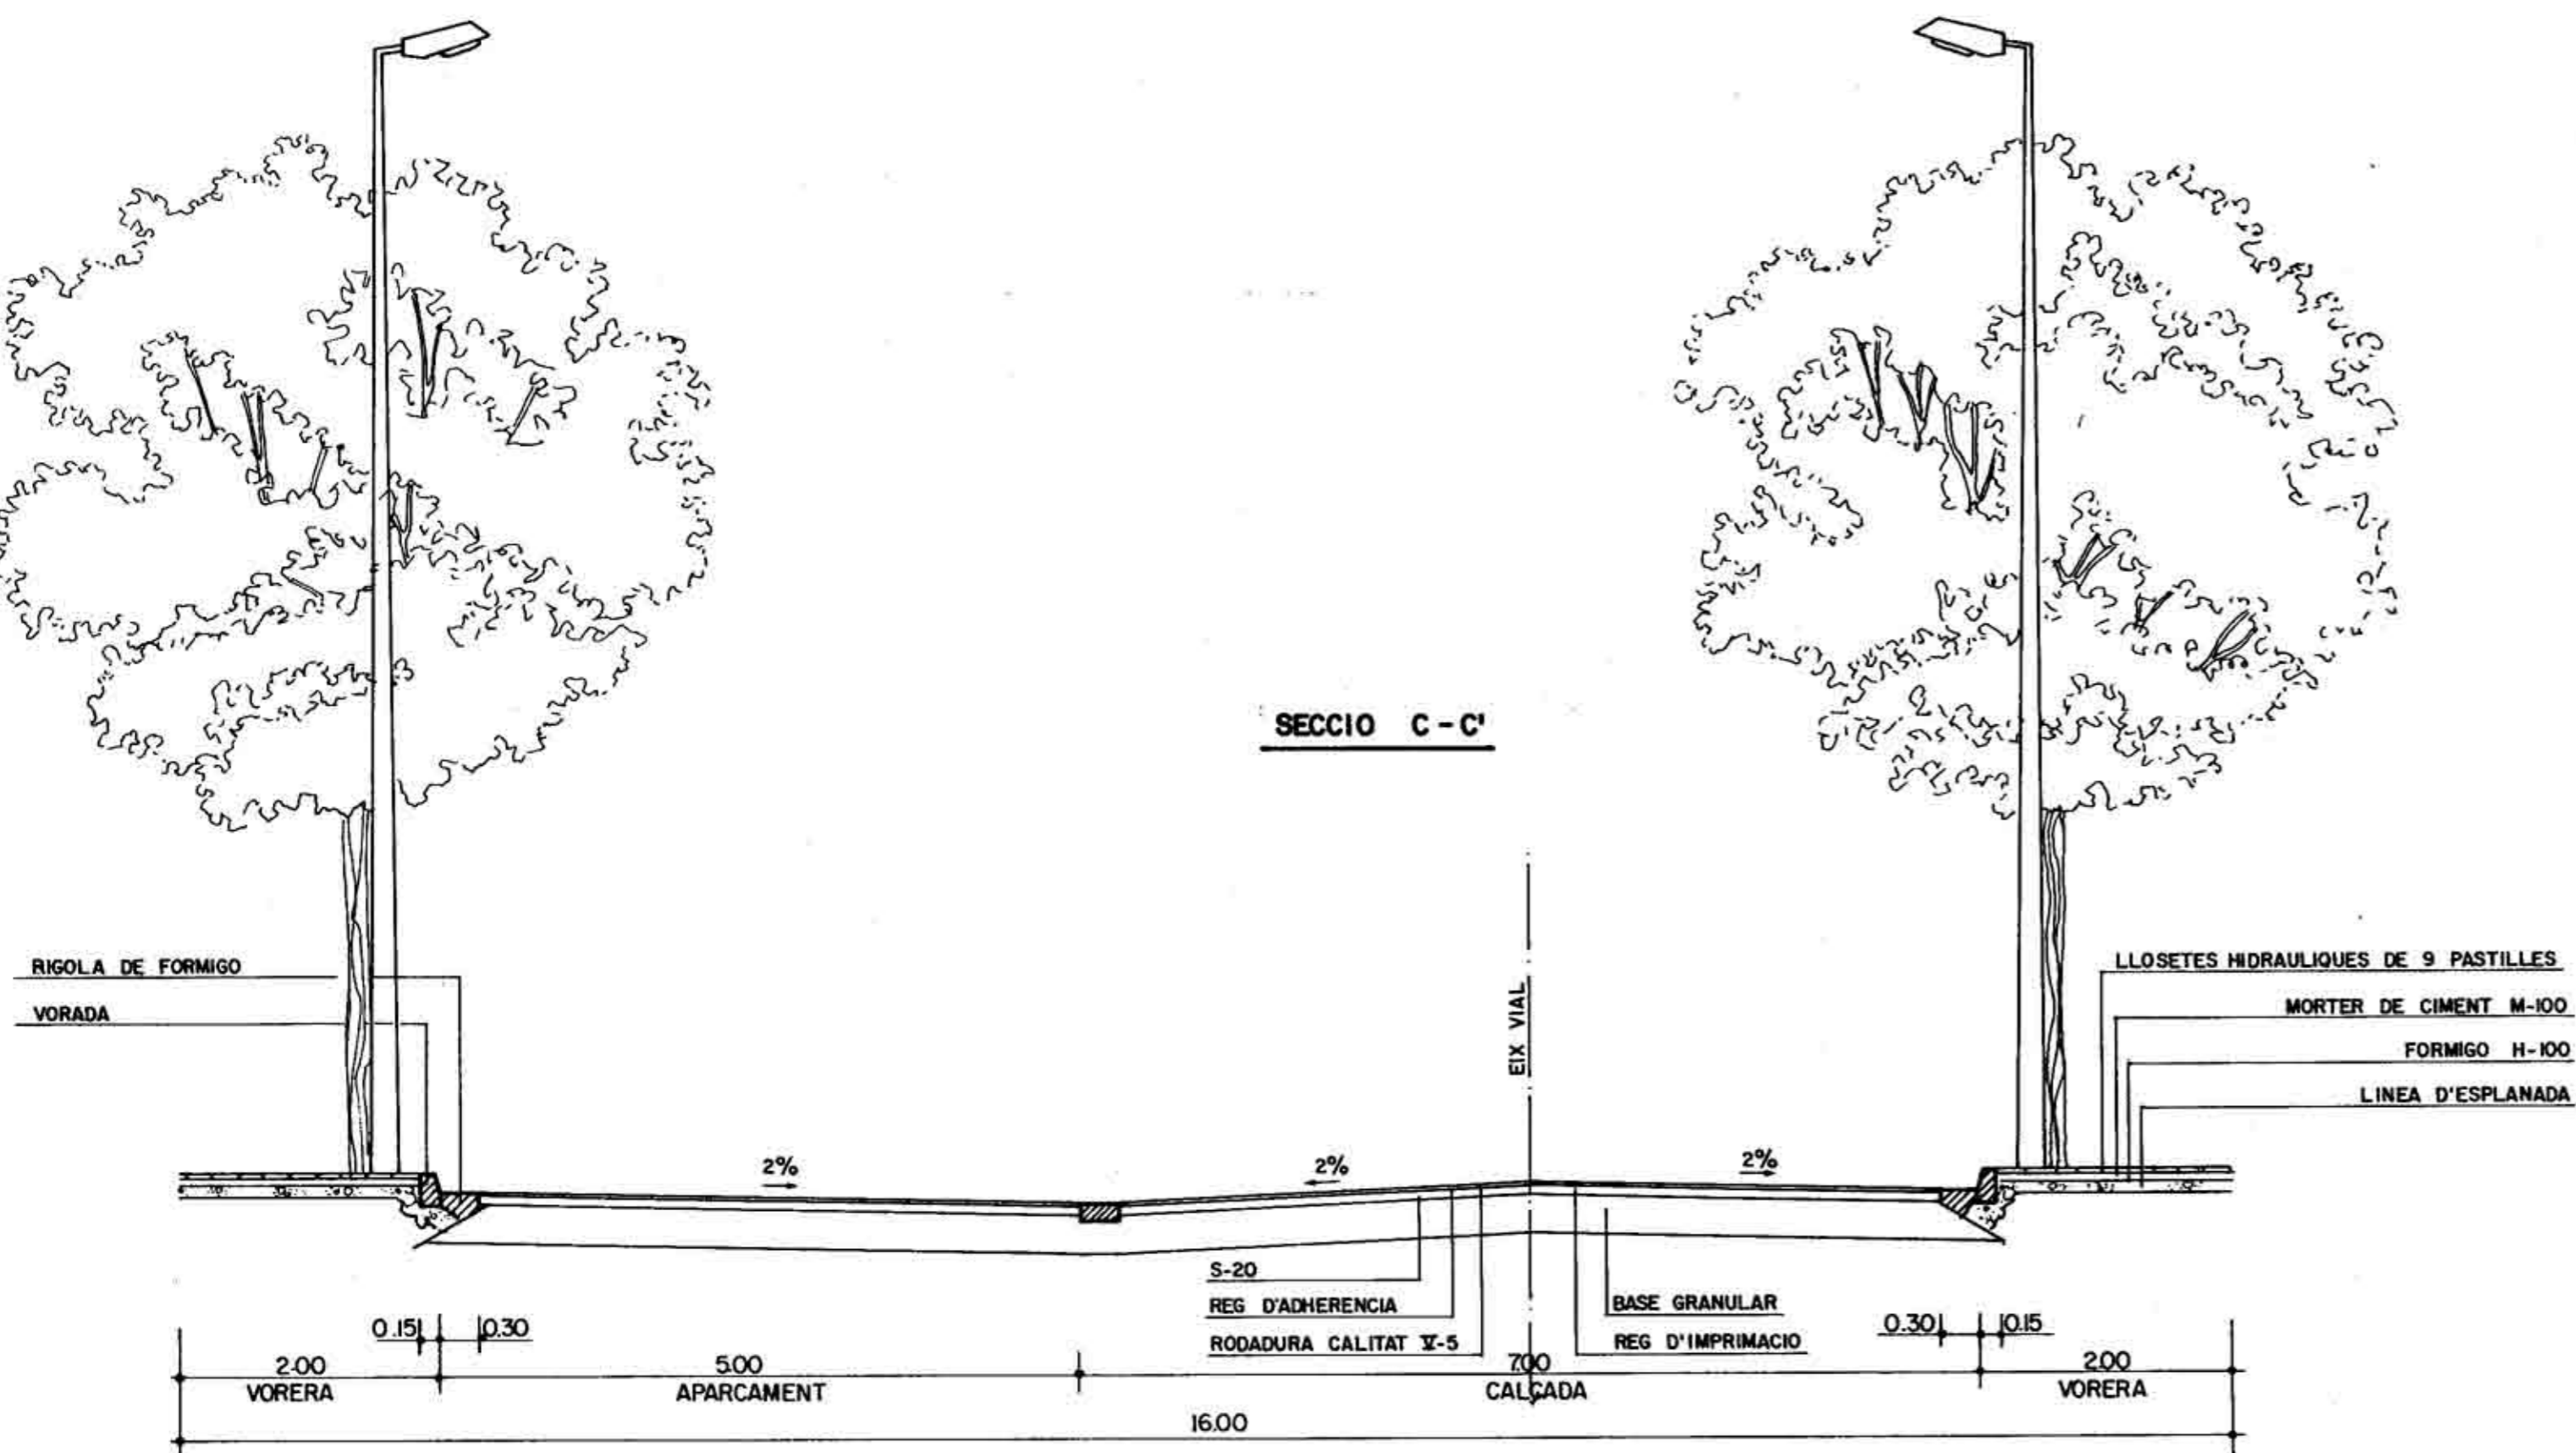 SECCIO C - C'
EIX VIAL
RIGOLA DE FORMIGO
VORADA
LLOSETES HIDRAULIQUES DE 9 PASTILLES
MORTER DE CIMENT M-100
FORMIGO H-100
LINEA D'ESPLANADA
2%
2%
2%
S-20
REG D'ADHERENCIA
RODADURA CALITAT V-5
BASE GRANULAR
REG D'IMPRIMACIO
0.15
0.30
0.30
0.15
2.00
VORERA
5.00
APARCAMENT
7.00
CALÇADA
2.00
VORERA
16.00